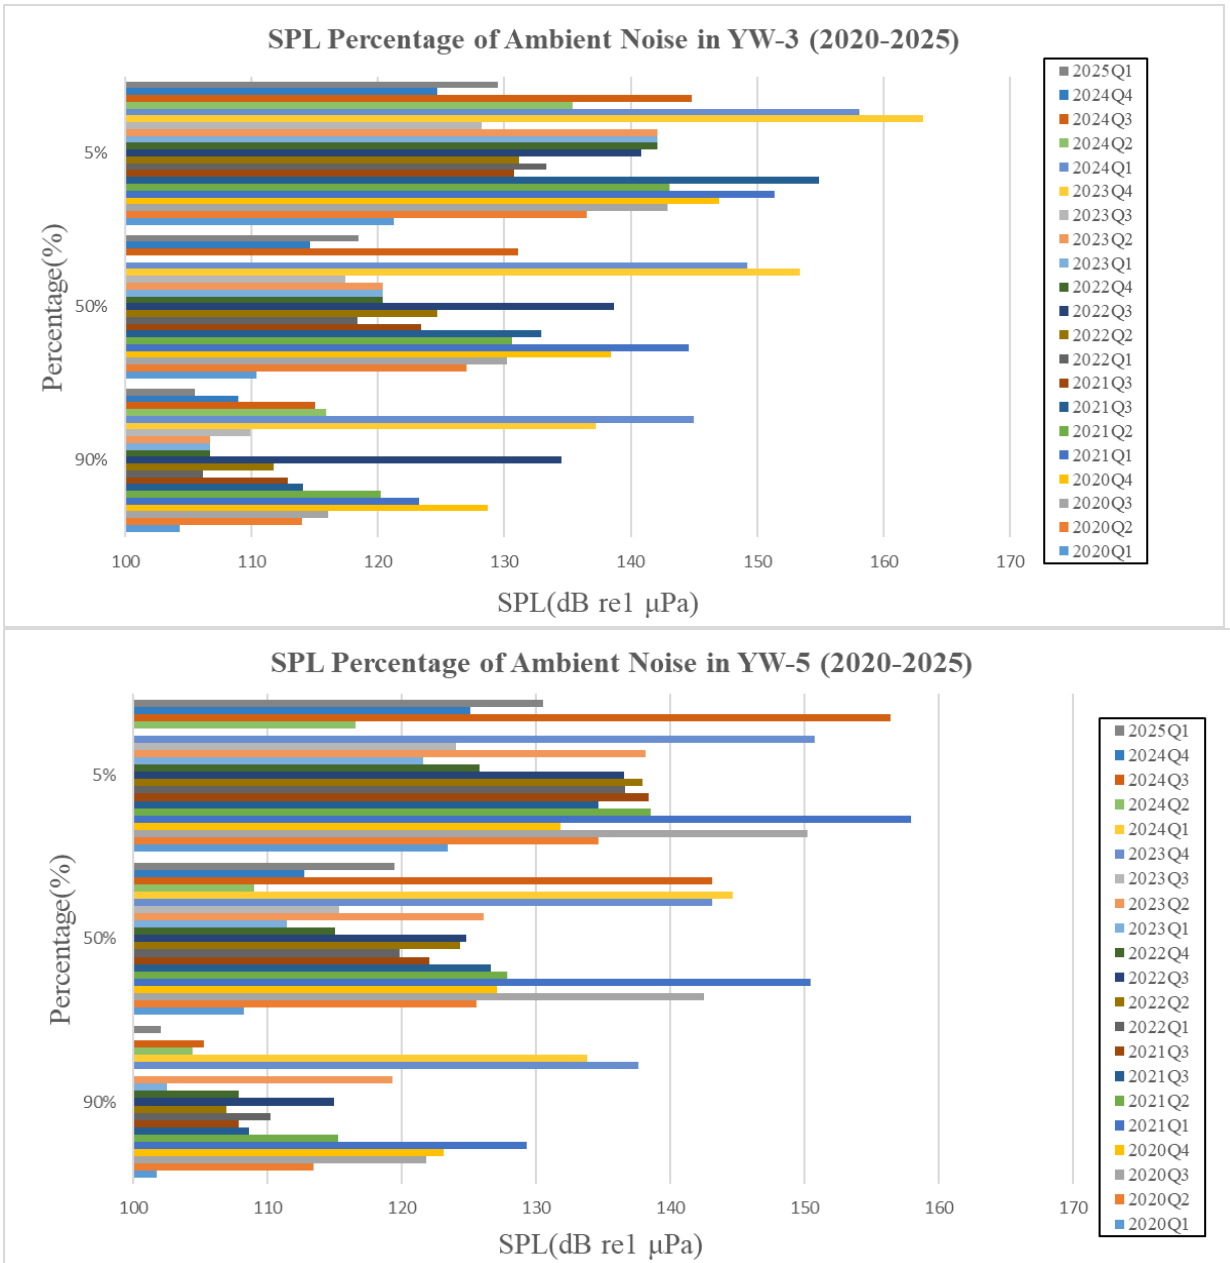 SPL Percentage of Ambient Noise in YW-3 (2020-2025)
2025Q1
2024Q4
2024Q3
2024Q2
2024Q1
2023Q4
2023Q3
2023Q2
2023Q1
2022Q4
2022Q3
2022Q2
2022Q1
2021Q3
2021Q3
2021Q2
2021Q1
2020Q4
2020Q3
2020Q2
2020Q1
Percentage(%)
5%
50%
90%
100 110 120 130 140 150 160 170
SPL(dB re1 μPa)
SPL Percentage of Ambient Noise in YW-5 (2020-2025)
2025Q1
2024Q4
2024Q3
2024Q2
2024Q1
2023Q4
2023Q3
2023Q2
2023Q1
2022Q4
2022Q3
2022Q2
2022Q1
2021Q3
2021Q3
2021Q2
2021Q1
2020Q4
2020Q3
2020Q2
2020Q1
Percentage(%)
5%
50%
90%
100 110 120 130 140 150 160 170
SPL(dB re1 μPa)